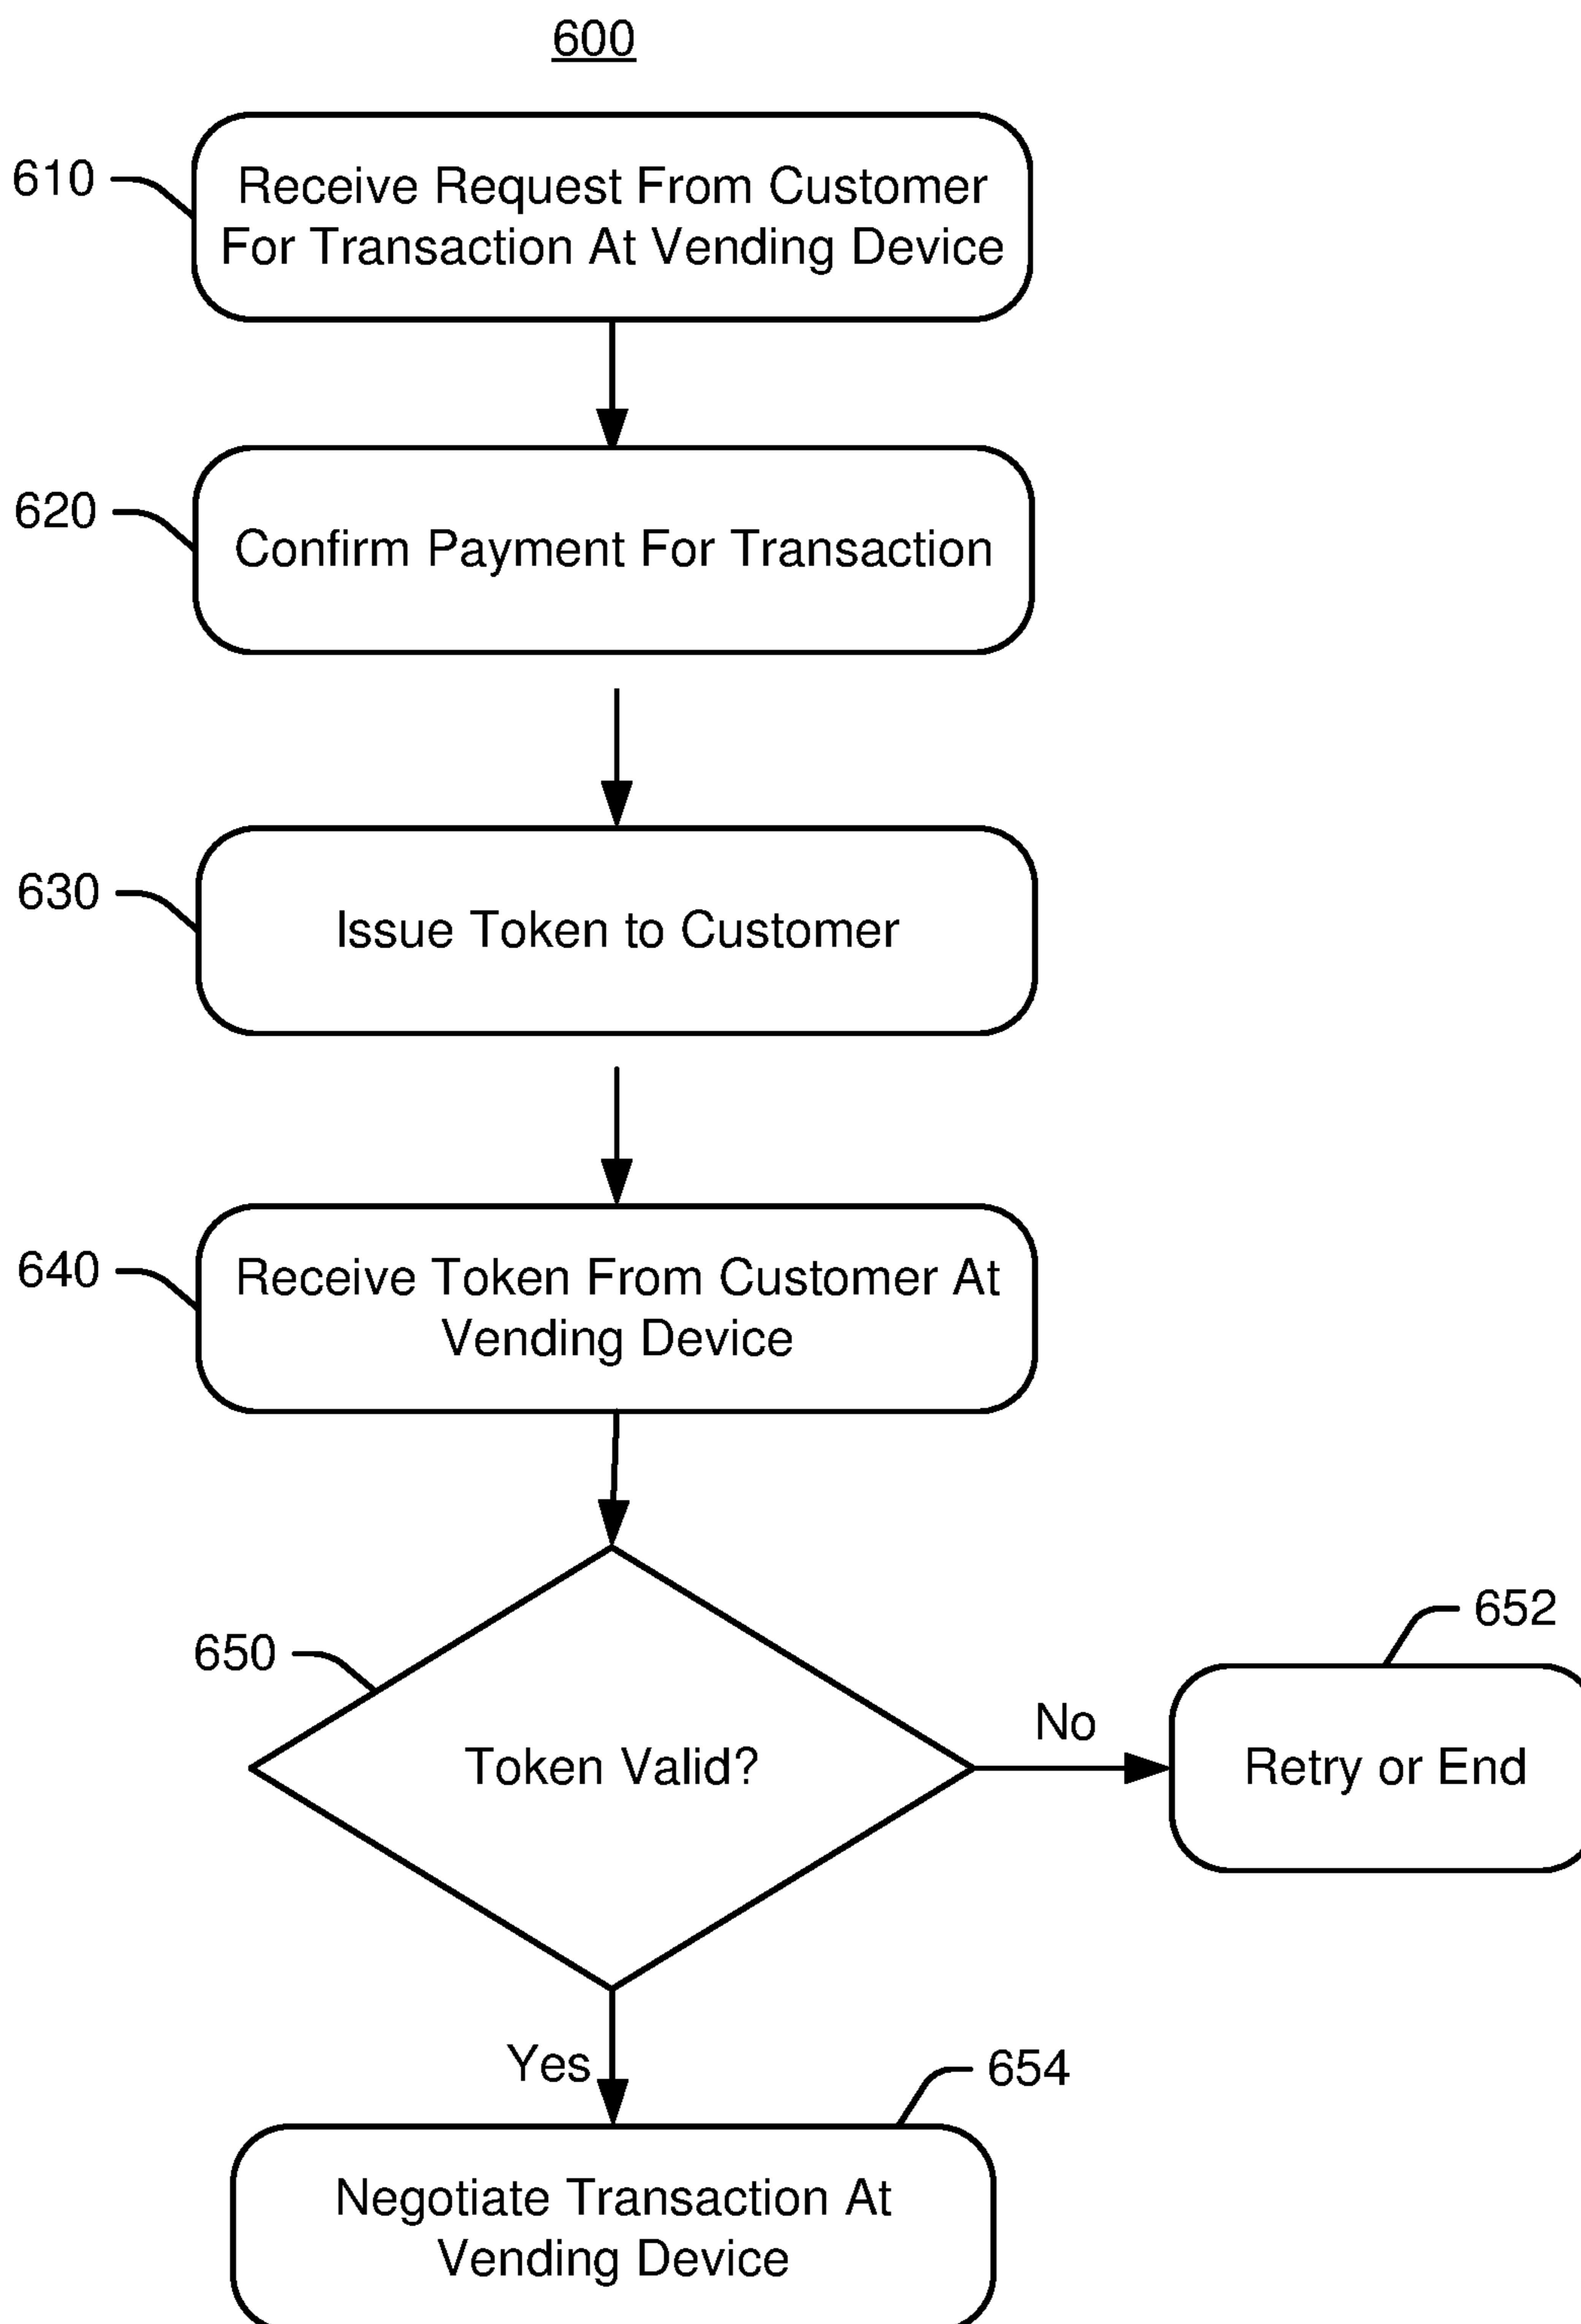 600
610
Receive Request From Customer
For Transaction At Vending Device
620
Confirm Payment For Transaction
630
Issue Token to Customer
640
Receive Token From Customer At
Vending Device
650
Token Valid?
No
652
Retry or End
Yes
654
Negotiate Transaction At
Vending Device